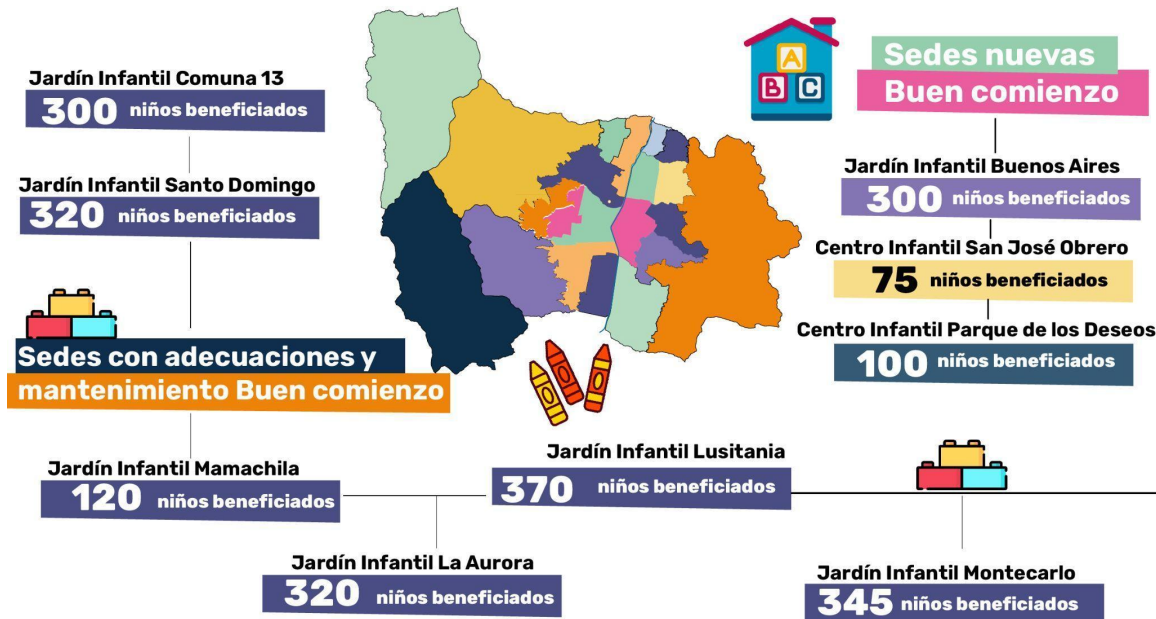 Jardín Infantil Comuna 13
300 niños beneficiados
Jardín Infantil Santo Domingo
320 niños beneficiados
Sedes con adecuaciones y
mantenimiento Buen comienzo
Jardín Infantil Mamachila
120 niños beneficiados
Jardín Infantil La Aurora
320 niños beneficiados
Jardín Infantil Lusitania
370 niños beneficiados
Jardín Infantil Montecarlo
345 niños beneficiados
A
B C
Sedes nuevas
Buen comienzo
Jardín Infantil Buenos Aires
300 niños beneficiados
Centro Infantil San José Obrero
75 niños beneficiados
Centro Infantil Parque de los Deseos
100 niños beneficiados